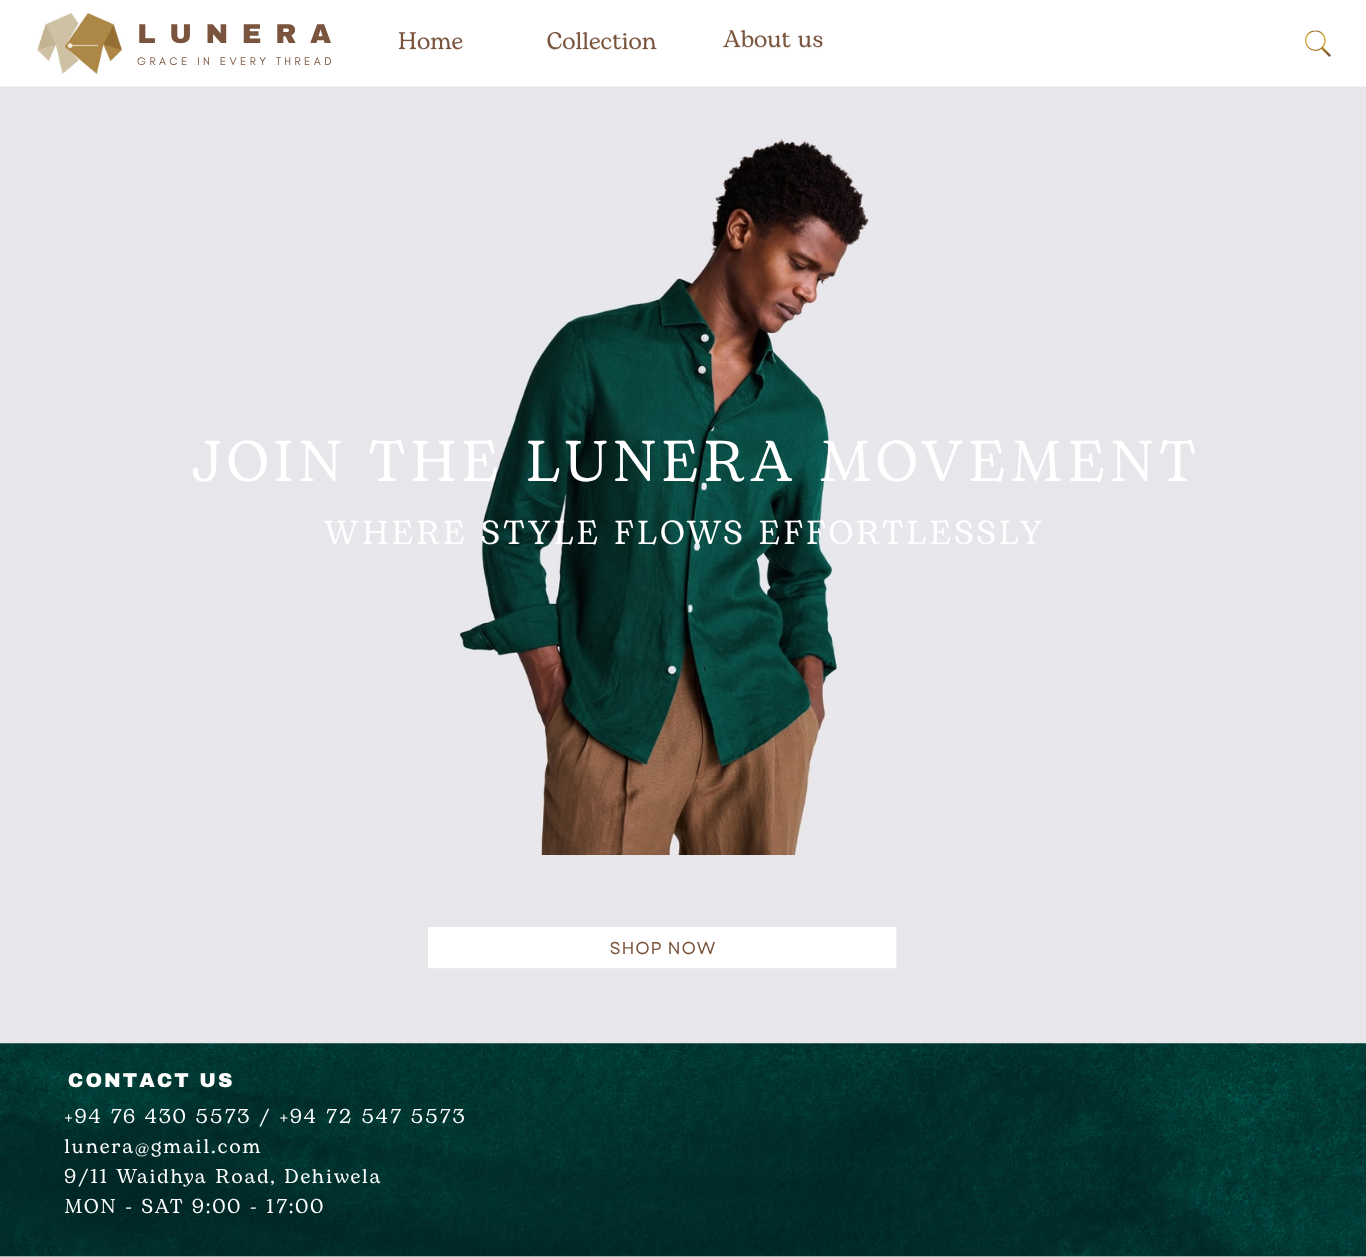 LUNERA
GRACE IN EVERY THREAD
Home
Collection
About us
JOIN THE LUNERA MOVEMENT
WHERE STYLE FLOWS EFFORTLESSLY
SHOP NOW
CONTACT US
+94 76 430 5573 / +94 72 547 5573
lunera@gmail.com
9/11 Waidhya Road, Dehiwela
MON - SAT 9:00 - 17:00